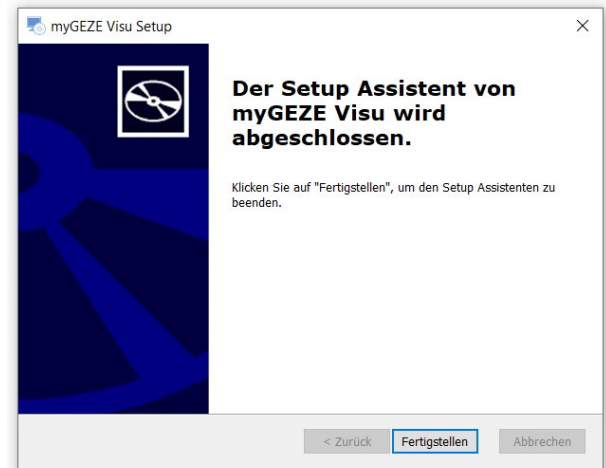 myGEZE Visu Setup
Der Setup Assistent von
myGEZE Visu wird
abgeschlossen.
Klicken Sie auf "Fertigstellen", um den Setup Assistenten zu
beenden.
< Zurück Fertigstellen Abbrechen